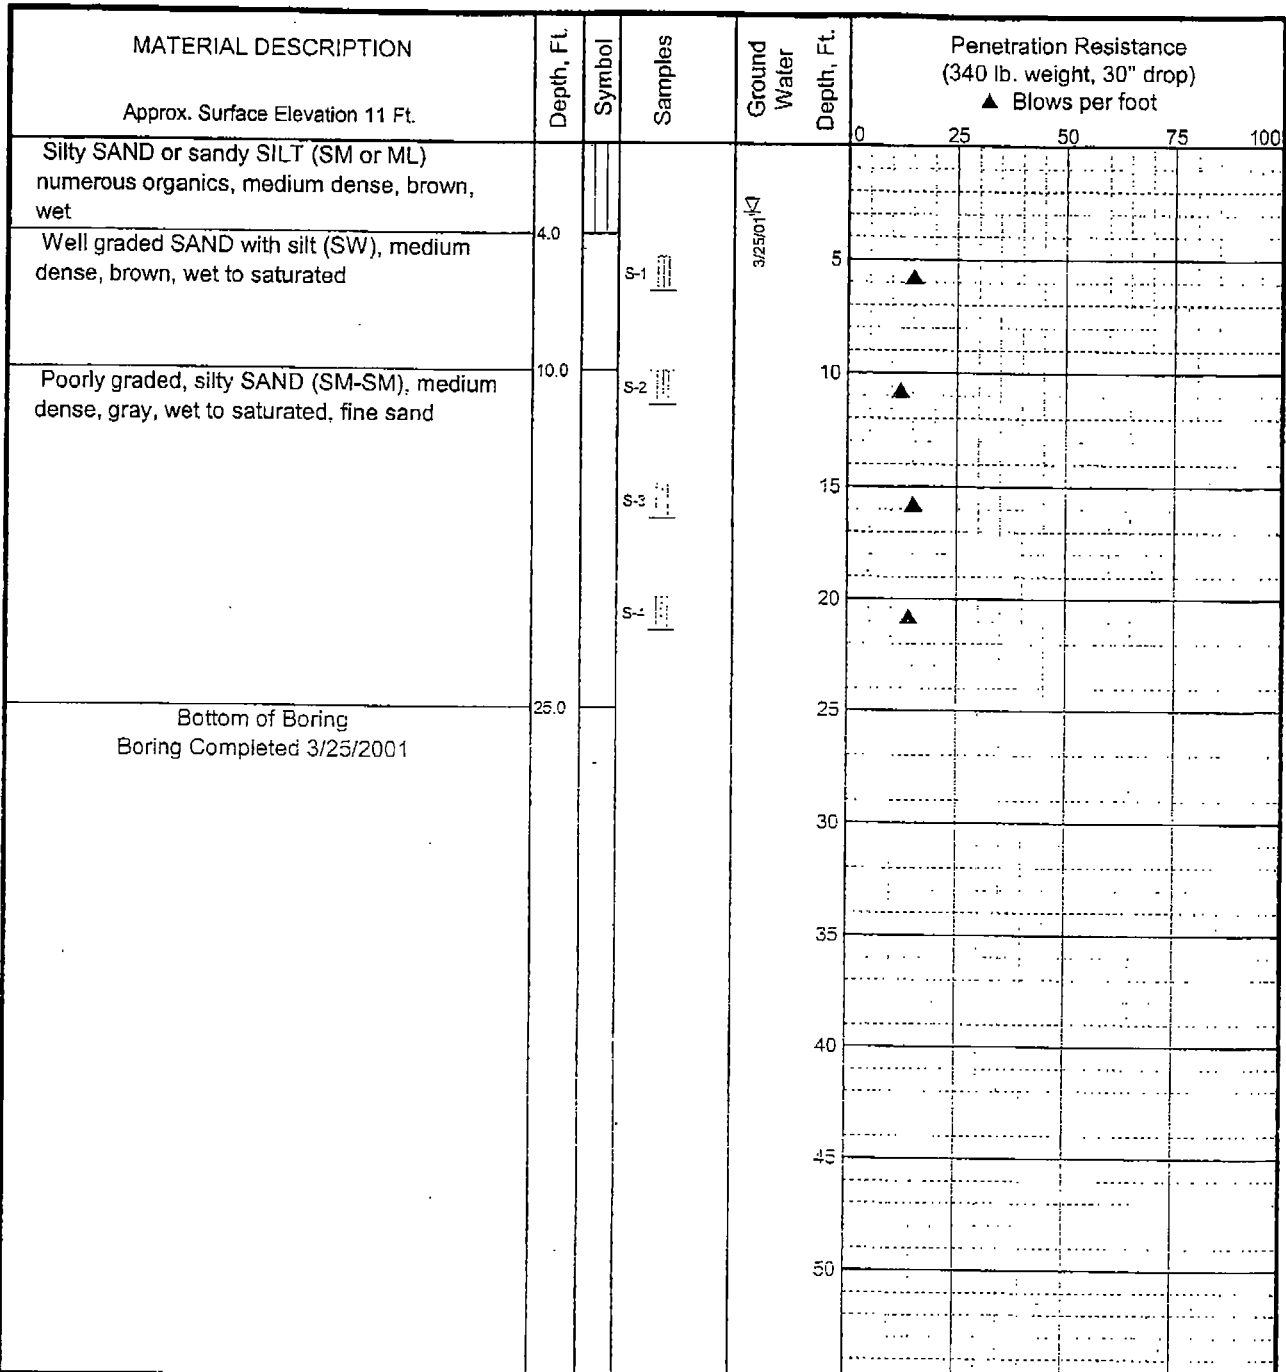 MATERIAL DESCRIPTION
Approx. Surface Elevation 11 Ft.
Depth, Ft.
Symbol
Samples
Ground
Water
Depth, Ft.
Penetration Resistance
(340 lb. weight, 30" drop)
▲ Blows per foot
0 25 50 75 100
Silty SAND or sandy SILT (SM or ML)
numerous organics, medium dense, brown,
wet
4.0
3/25/01
Well graded SAND with silt (SW), medium
dense, brown, wet to saturated
S-1
5
10.0
Poorly graded, silty SAND (SM-SM), medium
dense, gray, wet to saturated, fine sand
S-2
10
S-3
15
S-4
20
25.0
Bottom of Boring
Boring Completed 3/25/2001
25
30
35
40
45
50